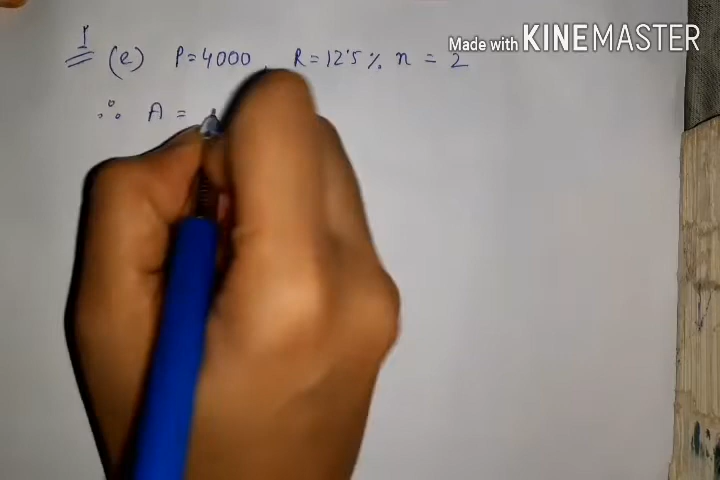 1 (e) P=4000 R=12.5% n = 2
∴ A =
Made with KINEMASTER